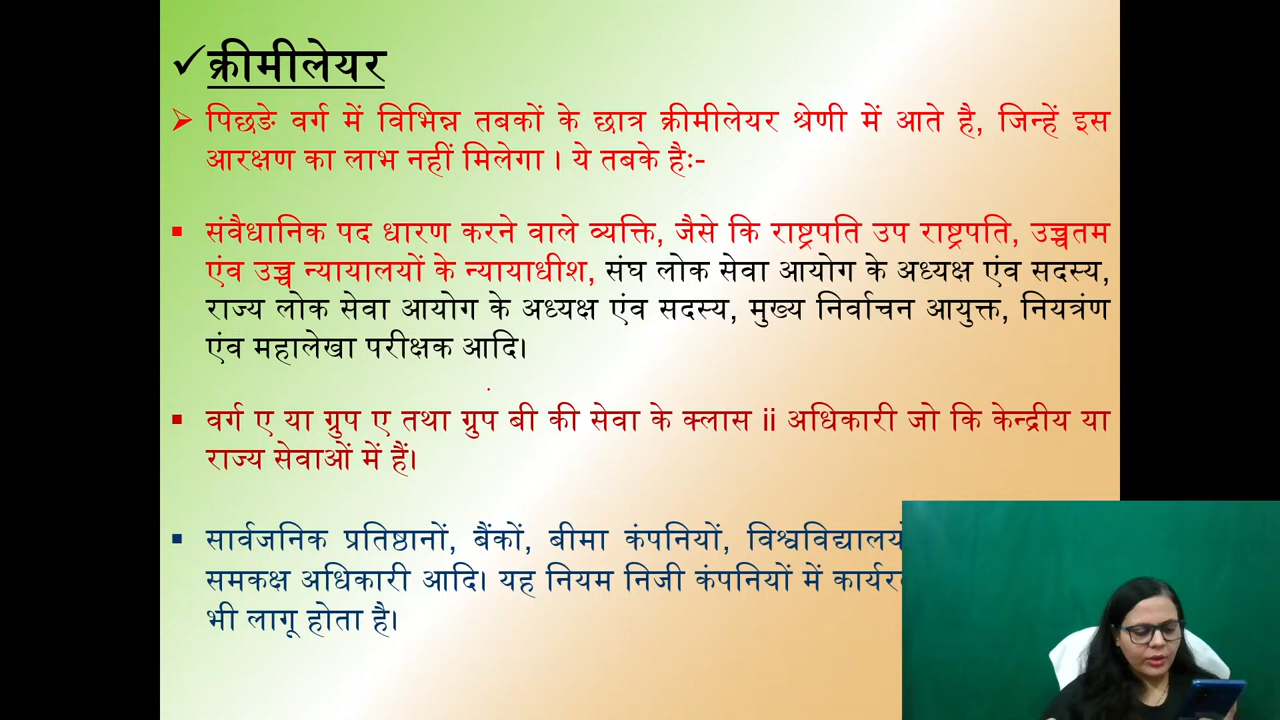 क्रीमीलेयर
पिछङे वर्ग में विभिन्न तबकों के छात्र क्रीमीलेयर श्रेणी में आते है, जिन्हें इस
आरक्षण का लाभ नहीं मिलेगा । ये तबके हैः-
संवैधानिक पद धारण करने वाले व्यक्ति, जैसे कि राष्ट्रपति उप राष्ट्रपति, उच्चतम
एंव उच्च न्यायालयों के न्यायाधीश, संघ लोक सेवा आयोग के अध्यक्ष एंव सदस्य,
राज्य लोक सेवा आयोग के अध्यक्ष एंव सदस्य, मुख्य निर्वाचन आयुक्त, नियत्रंण
एंव महालेखा परीक्षक आदि।
वर्ग ए या ग्रुप ए तथा ग्रुप बी की सेवा के क्लास ii अधिकारी जो कि केन्द्रीय या
राज्य सेवाओं में हैं।
सार्वजनिक प्रतिष्ठानों, बैंकों, बीमा कंपनियों,
समकक्ष अधिकारी आदि। यह नियम निजी कंपनियों में
भी लागू होता है।